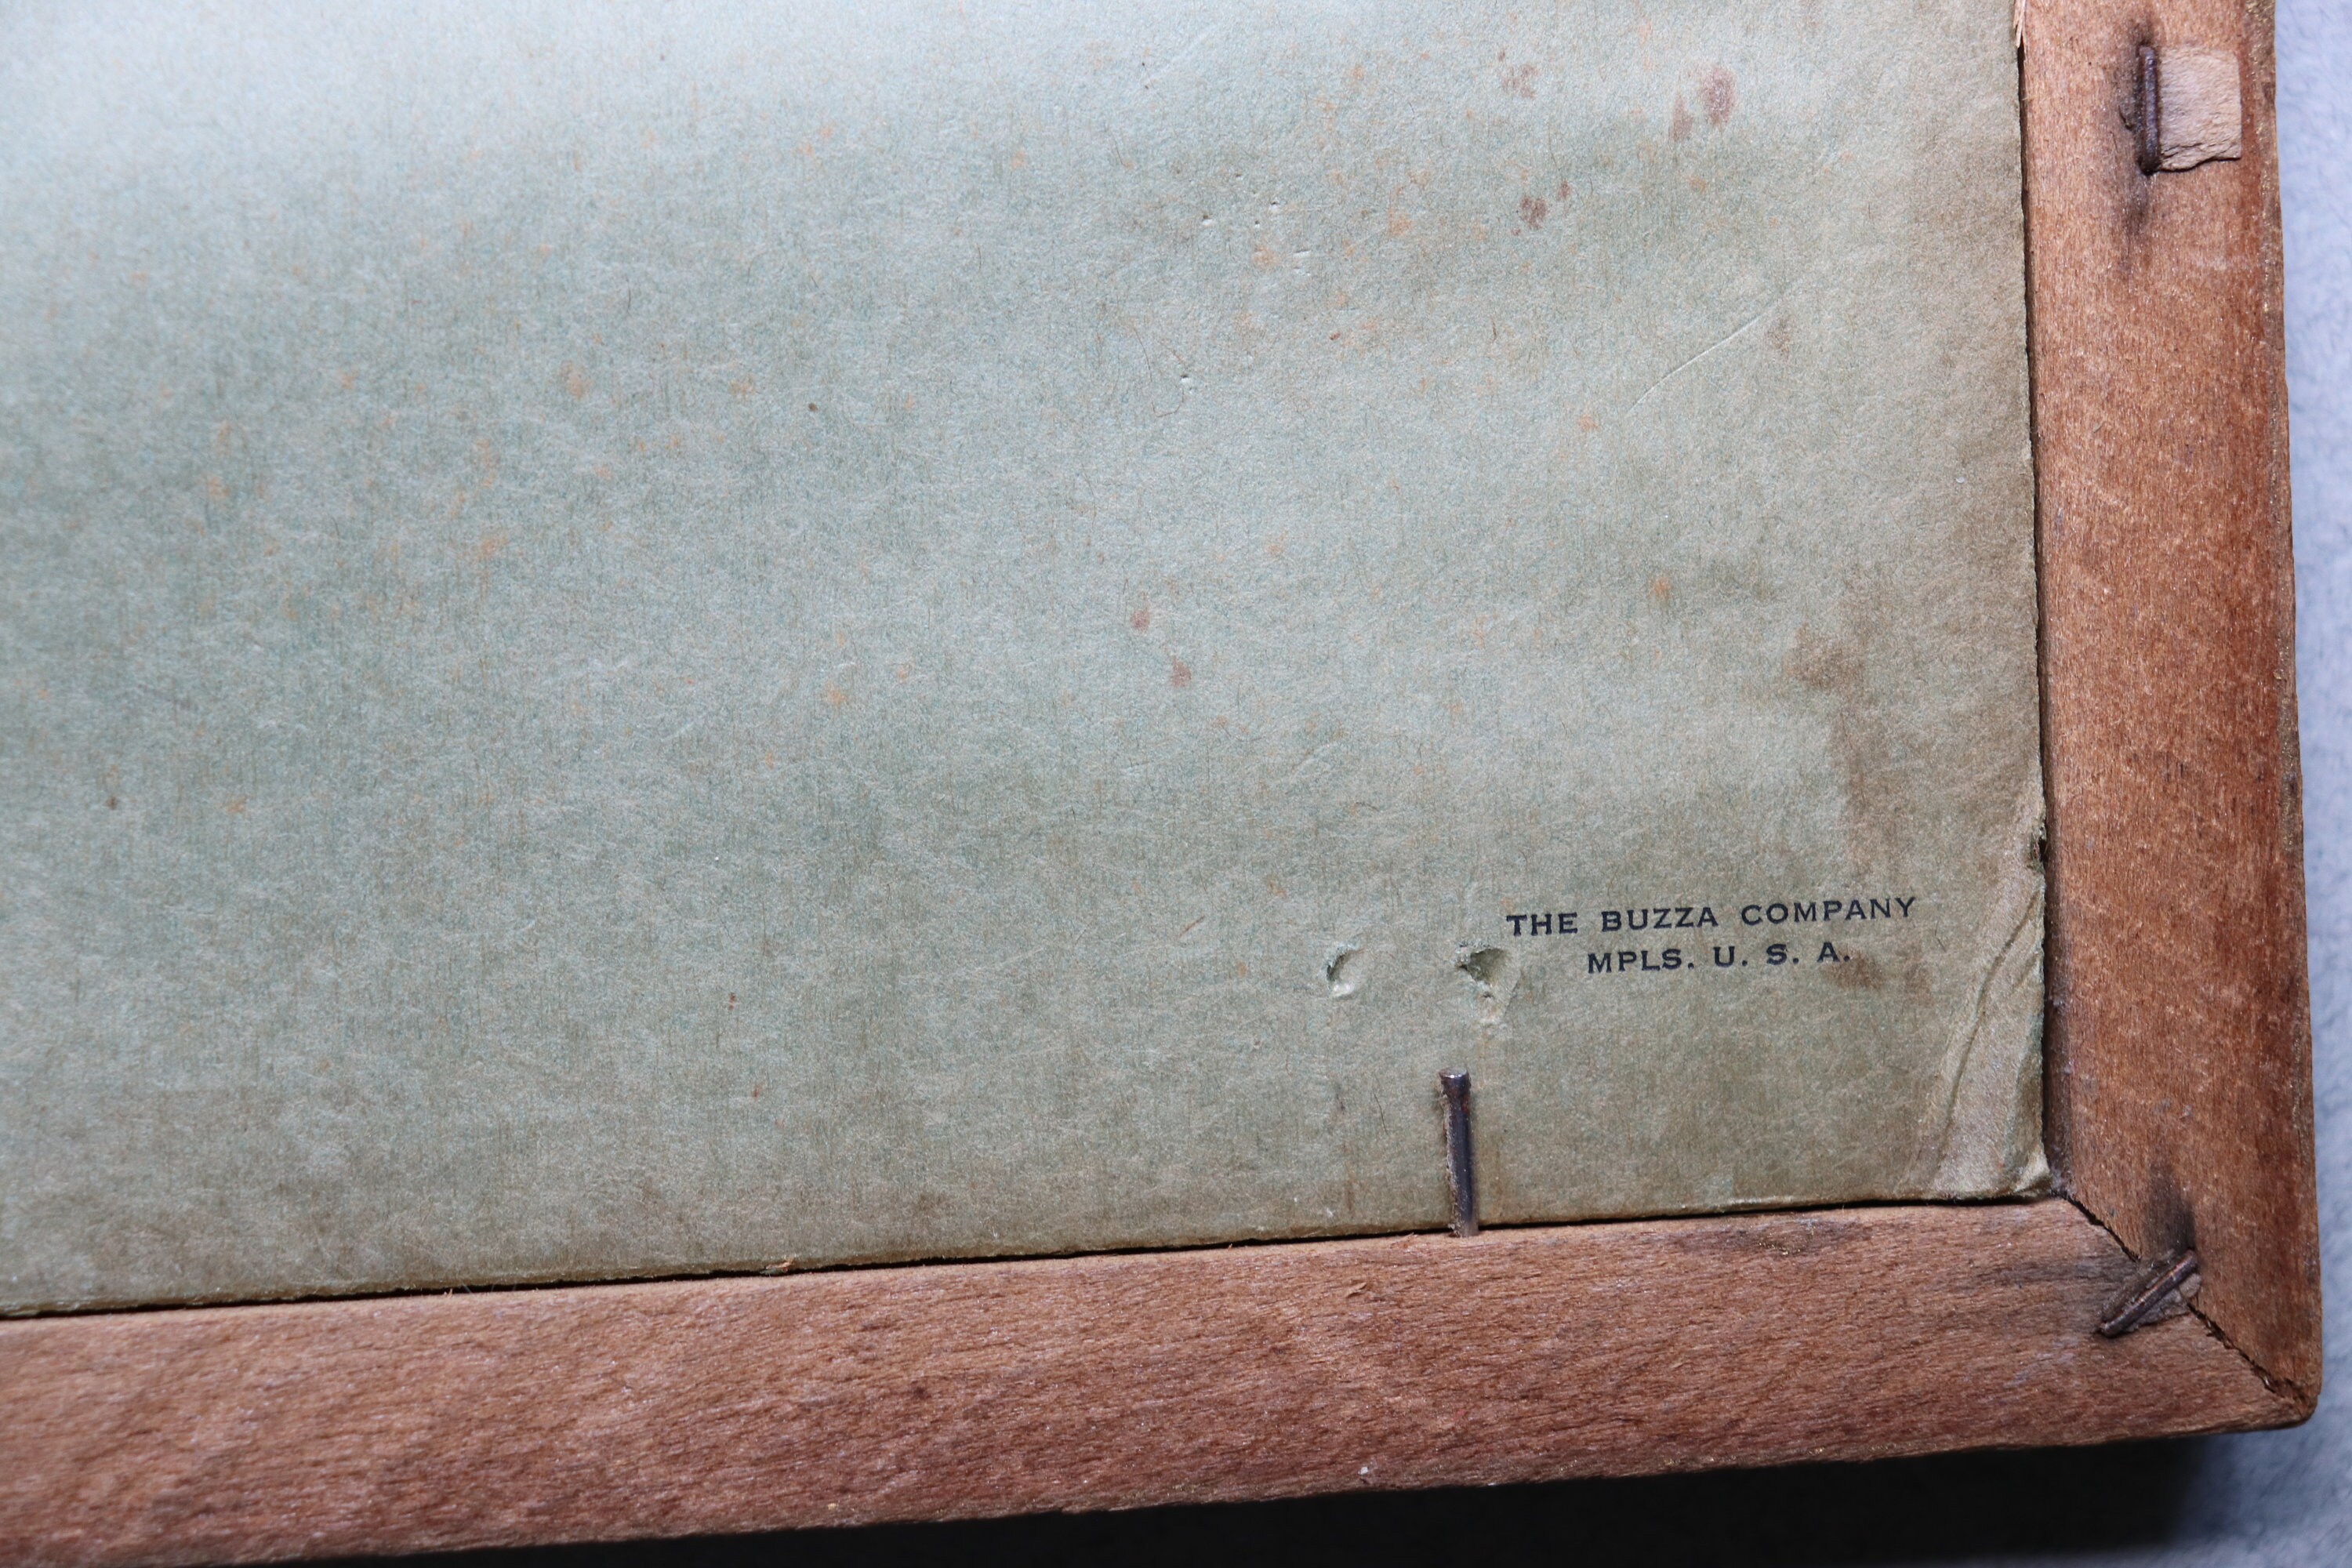 THE BUZZA COMPANY
MPLS. U. S. A.